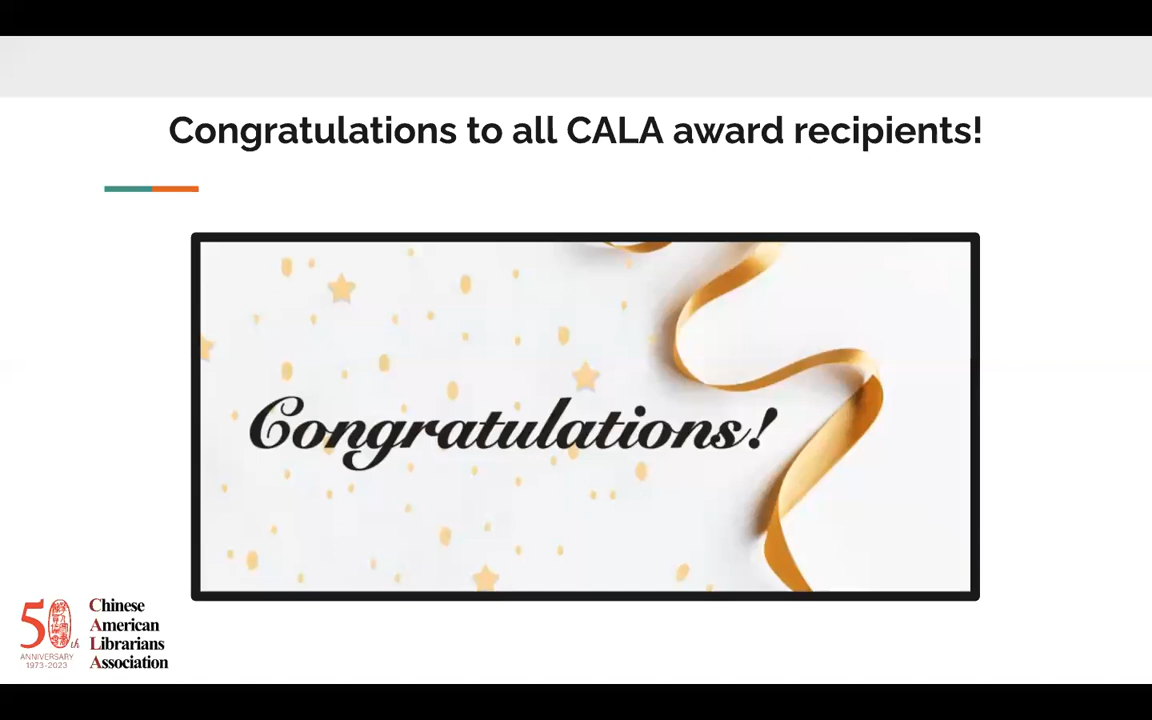 Congratulations to all CALA award recipients!
Congratulations!
50th
ANNIVERSARY
1973-2023
Chinese
American
Librarians
Association